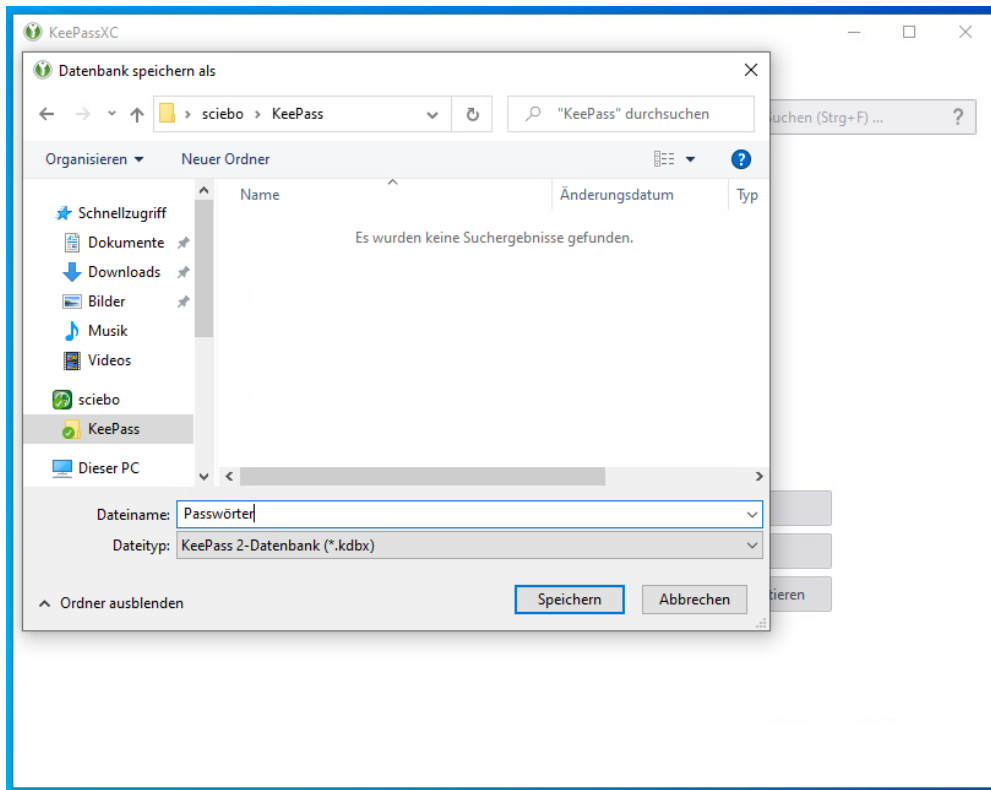 KeePassXC
Datenbank speichern als
sciebo > KeePass
"KeePass" durchsuchen
uchen (Strg+F) ... ?
Organisieren
Neuer Ordner
?
Name
Änderungsdatum
Typ
Es wurden keine Suchergebnisse gefunden.
Schnellzugriff
Dokumente
Downloads
Bilder
Musik
Videos
sciebo
KeePass
Dieser PC
Dateiname: Passwörter
Dateityp: KeePass 2-Datenbank (*.kdbx)
Ordner ausblenden
Speichern
Abbrechen
tieren